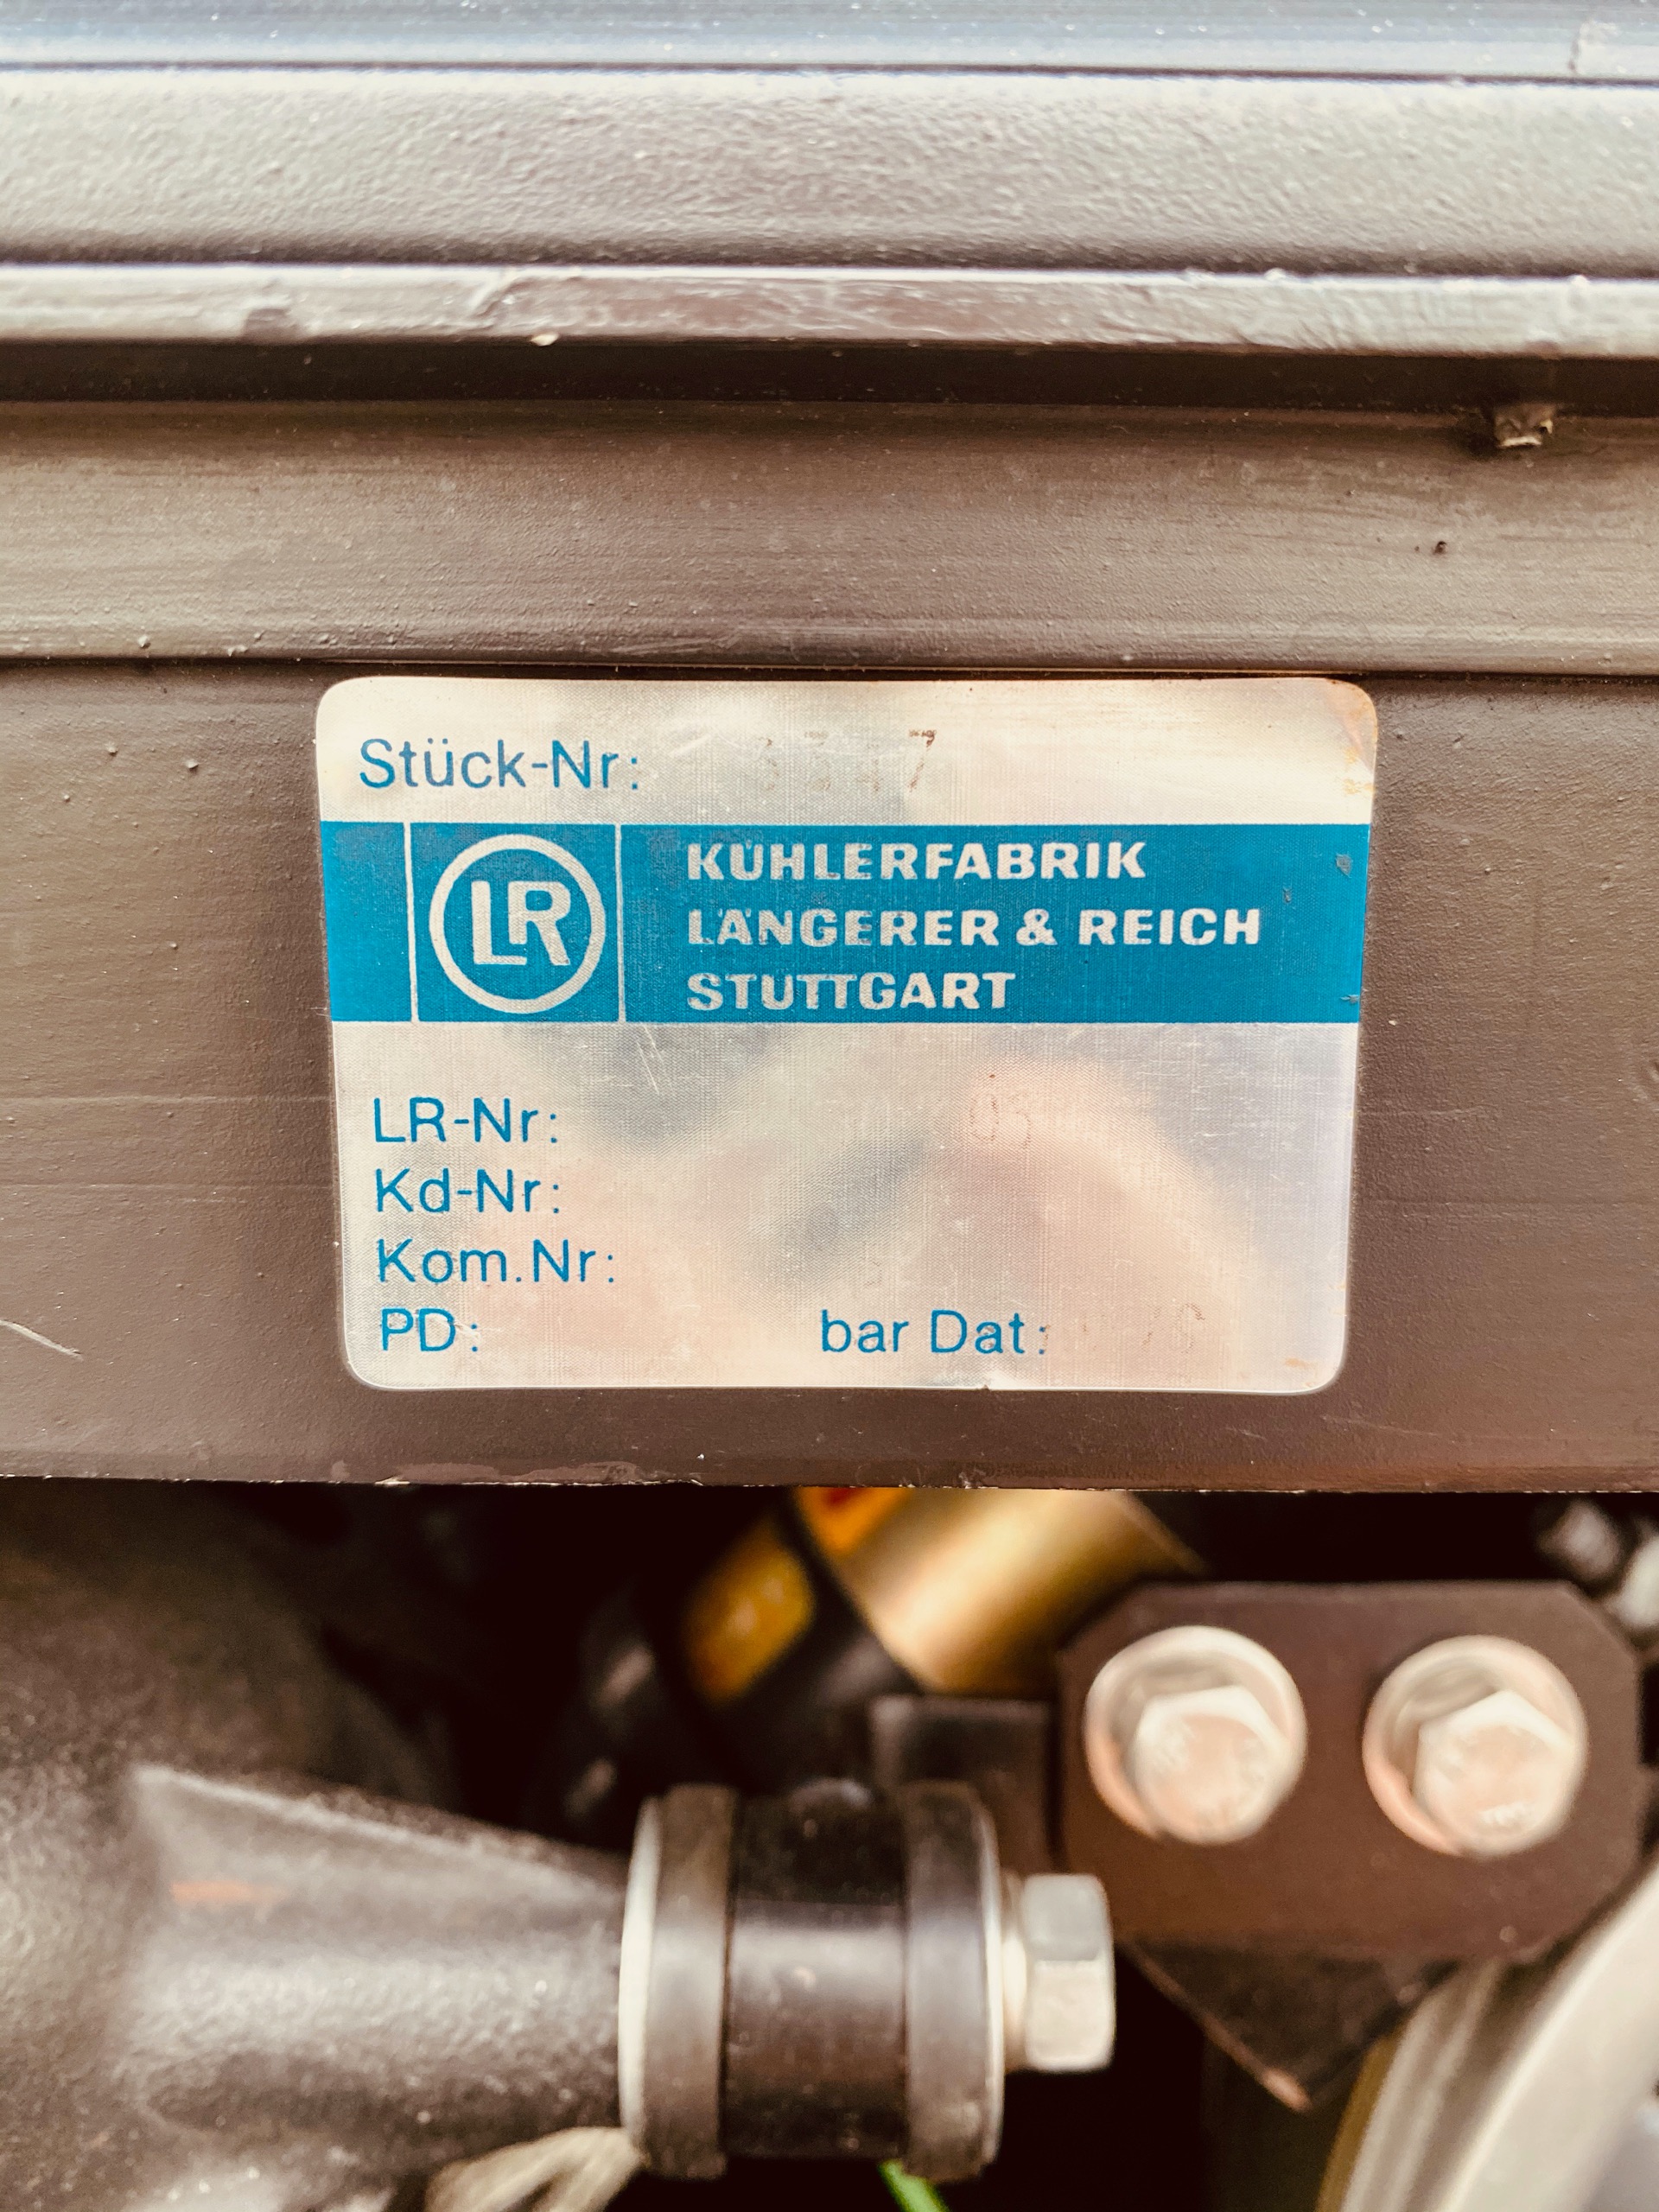 Stück-Nr:
LR
KÜHLERFABRIK
LÄNGERER & REICH
STUTTGART
LR-Nr:
Kd-Nr:
Kom.Nr:
PD: bar Dat: